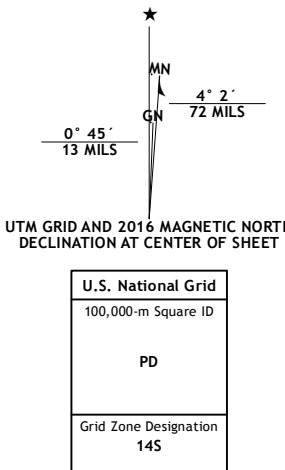 ★
MN
GN
4° 2´
72 MILS
0° 45´
13 MILS
UTM GRID AND 2016 MAGNETIC NORTH
DECLINATION AT CENTER OF SHEET
U.S. National Grid
100,000-m Square ID
PD
Grid Zone Designation
14S